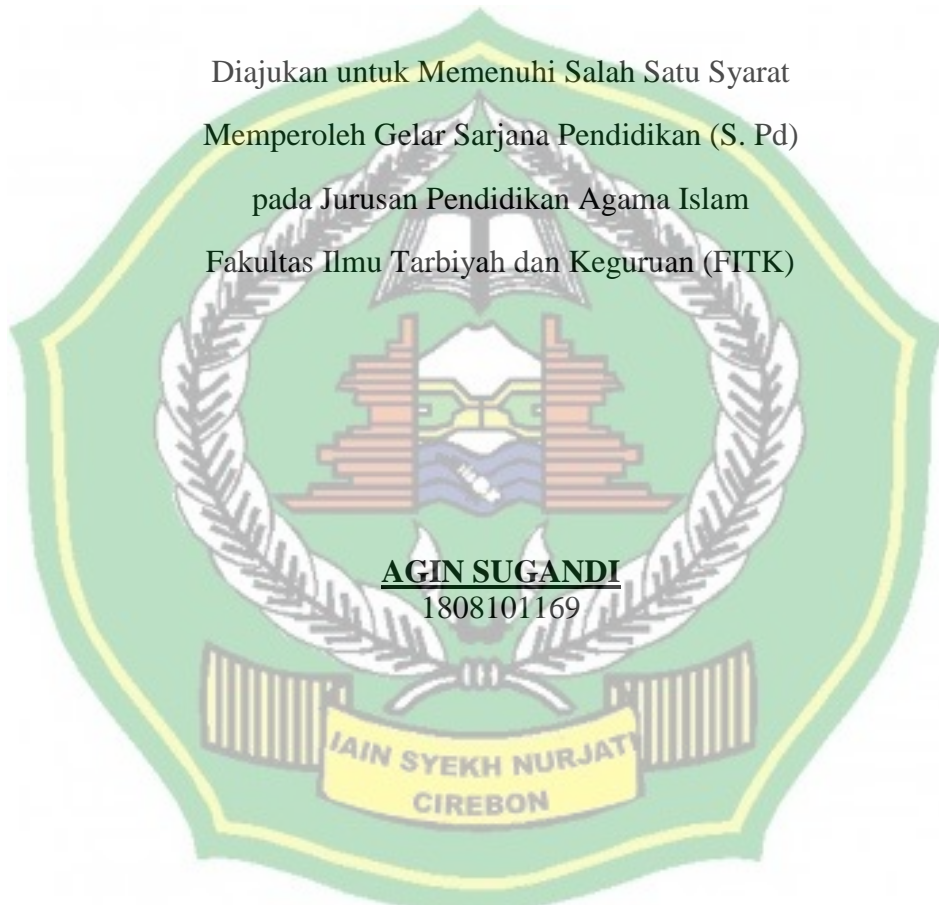 Diajukan untuk Memenuhi Salah Satu Syarat
Memperoleh Gelar Sarjana Pendidikan (S. Pd)
pada Jurusan Pendidikan Agama Islam
Fakultas Ilmu Tarbiyah dan Keguruan (FITK)
AGIN SUGANDI
1808101169
IAIN SYEKH NURJATI
CIREBON